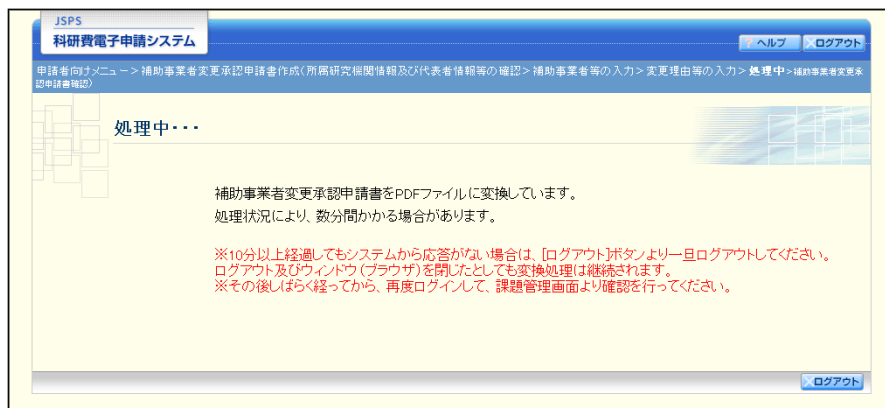 JSPS
科研費電子申請システム
? ヘルプ
ログアウト
申請者向けメニュー>補助事業者変更承認申請書作成(所属研究機関情報及び代表者情報等の確認>補助事業者等の入力>変更理由等の入力>処理中>補助事業者変更承
認申請書確認)
処理中・・・
補助事業者変更承認申請書をPDFファイルに変換しています。
処理状況により、数分間かかる場合があります。
※10分以上経過してもシステムから応答がない場合は、[ログアウト]ボタンより一旦ログアウトしてください。
ログアウト及びウィンドウ(ブラウザ)を閉じたとしても変換処理は継続されます。
※その後しばらく経ってから、再度ログインして、課題管理画面より確認を行ってください。
ログアウト